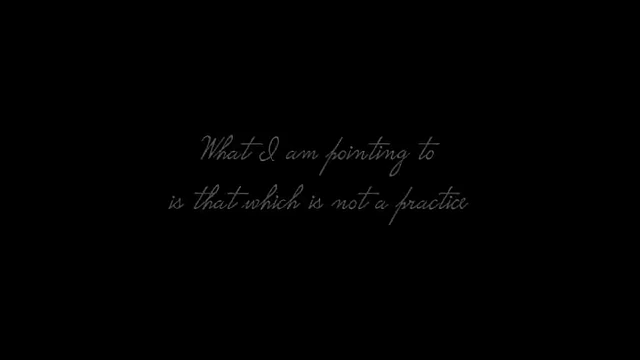 What I am pointing to
is that which is not a practice